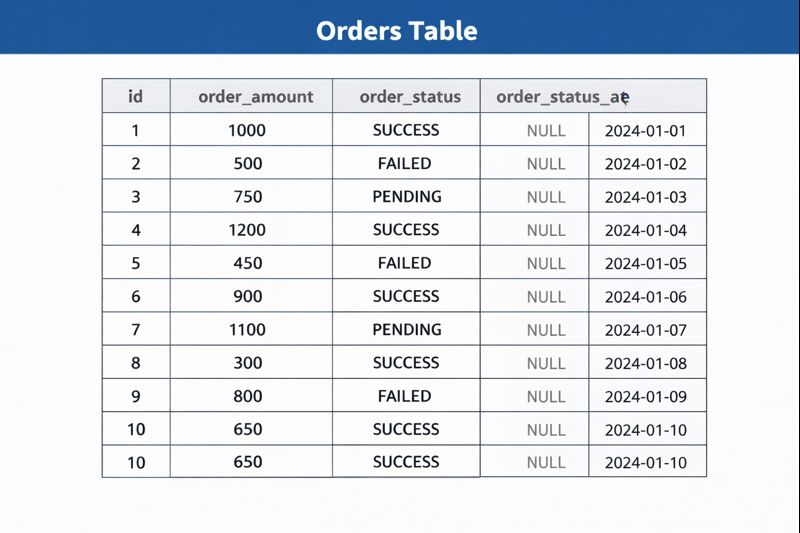 Orders Table
id order_amount order_status order_status_ae
1 1000 SUCCESS NULL 2024-01-01
2 500 FAILED NULL 2024-01-02
3 750 PENDING NULL 2024-01-03
4 1200 SUCCESS NULL 2024-01-04
5 450 FAILED NULL 2024-01-05
6 900 SUCCESS NULL 2024-01-06
7 1100 PENDING NULL 2024-01-07
8 300 SUCCESS NULL 2024-01-08
9 800 FAILED NULL 2024-01-09
10 650 SUCCESS NULL 2024-01-10
10 650 SUCCESS NULL 2024-01-10